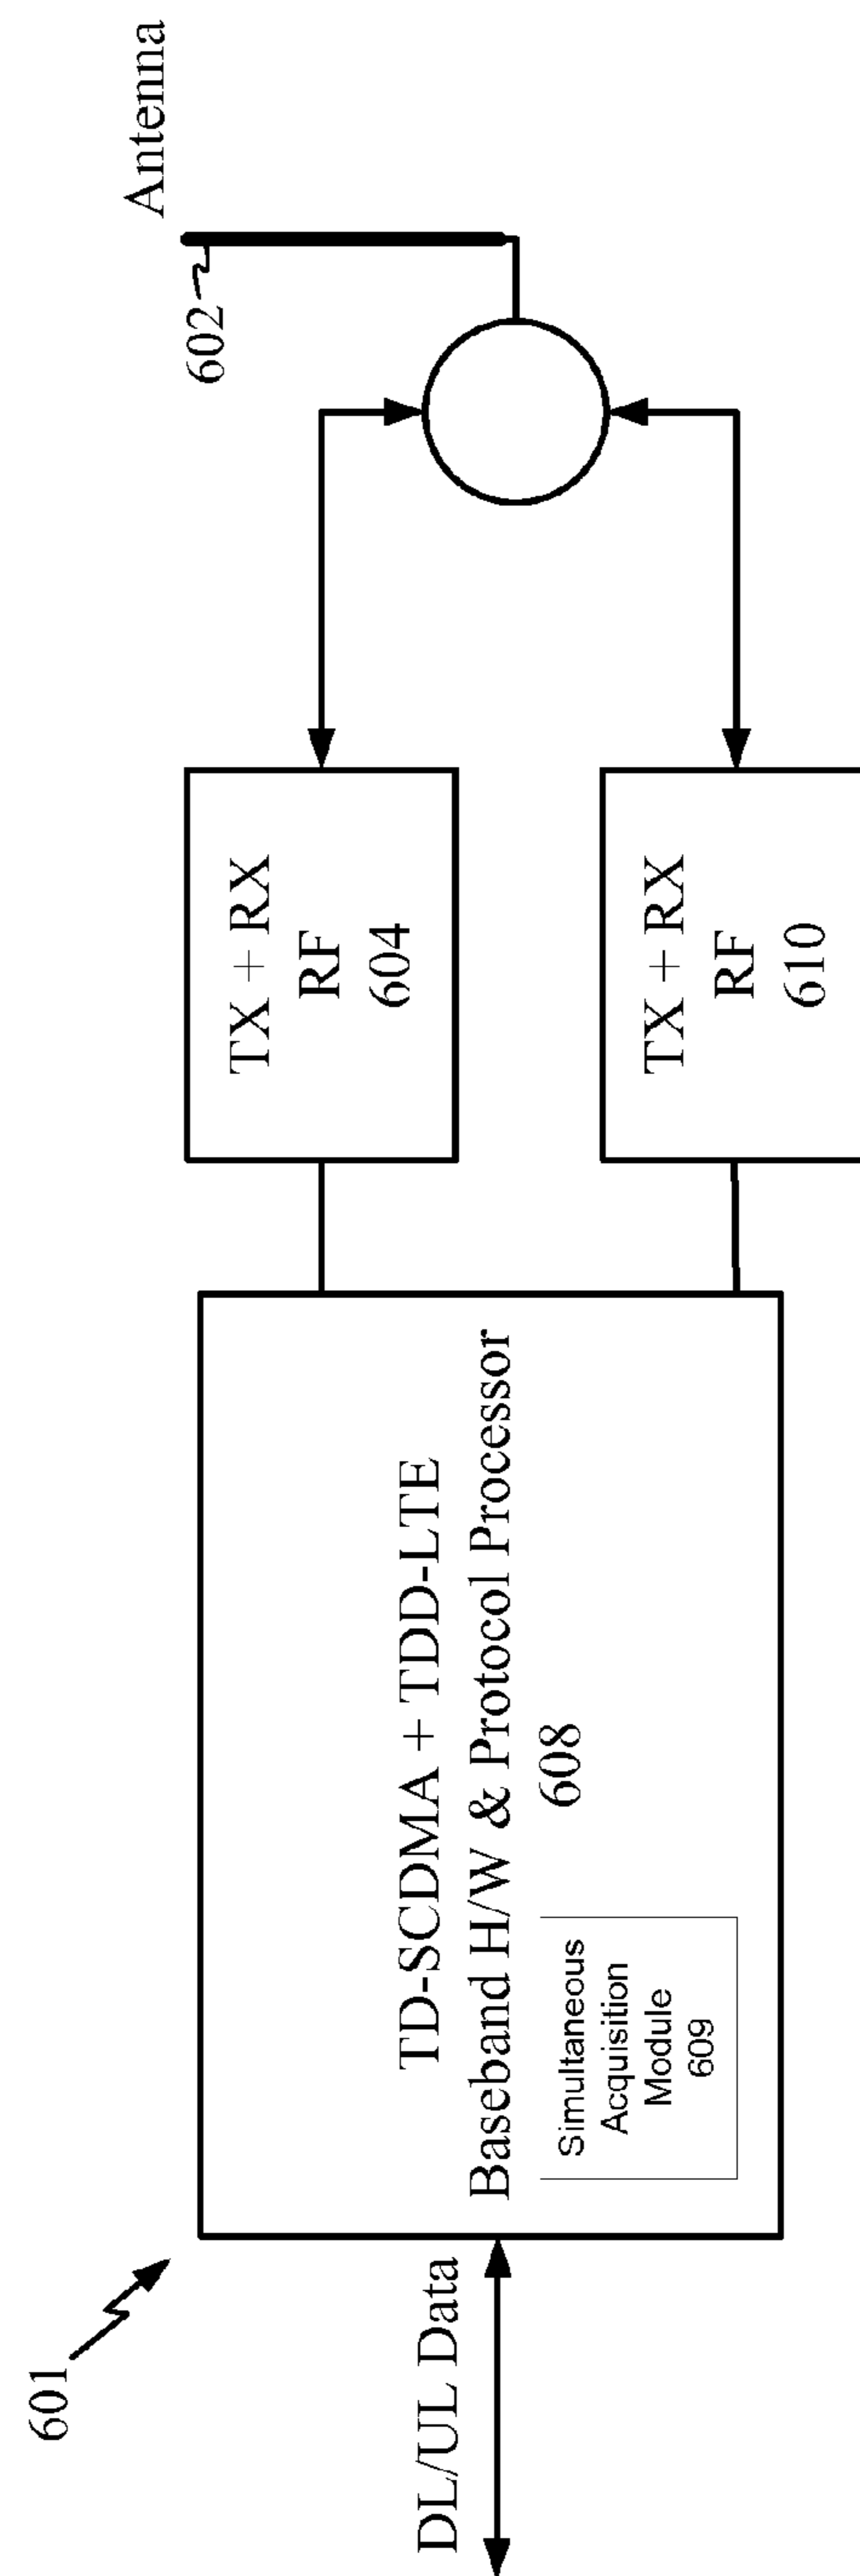 601
DL/UL Data
TD-SCDMA + TDD-LTE
Baseband H/W & Protocol Processor
608
Simultaneous
Acquisition
Module
609
TX + RX
RF
604
TX + RX
RF
610
602
Antenna